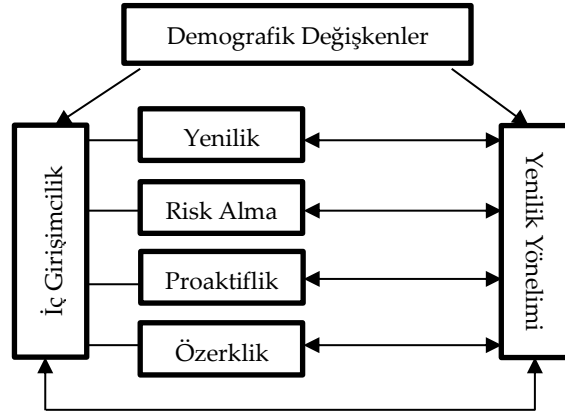 Demografik Değişkenler
İç Girişimcilik
Yenilik
Risk Alma
Proaktiflik
Özerklik
Yenilik Yönelimi